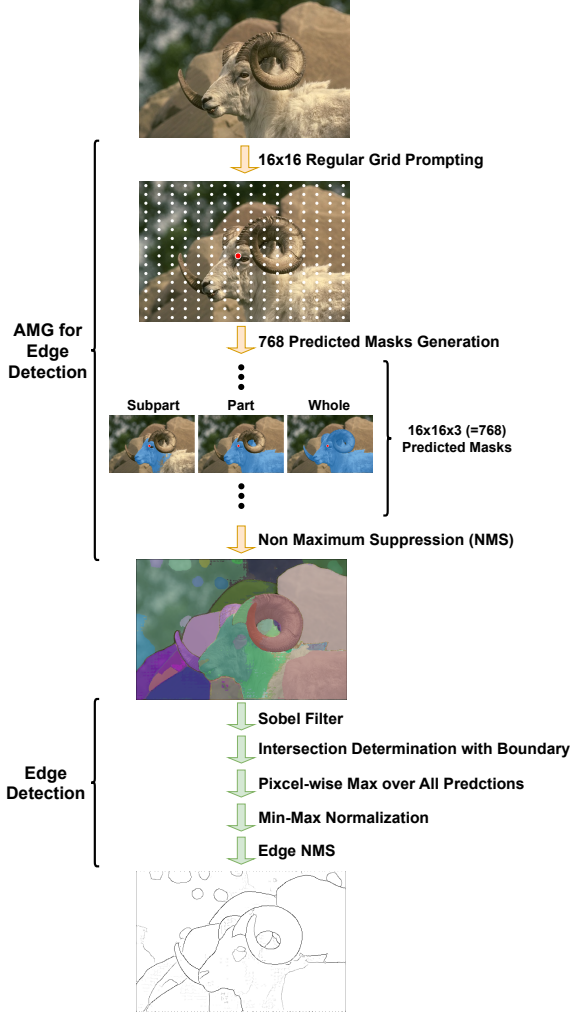 16x16 Regular Grid Prompting
AMG for
Edge
Detection
768 Predicted Masks Generation
Subpart
Part
Whole
16x16x3 (=768)
Predicted Masks
Non Maximum Suppression (NMS)
Edge
Detection
Sobel Filter
Intersection Determination with Boundary
Pixcel-wise Max over All Predctions
Min-Max Normalization
Edge NMS